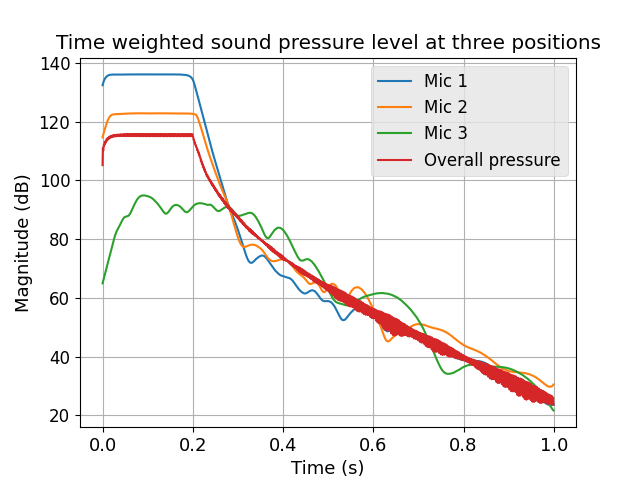 Time weighted sound pressure level at three positions
Magnitude (dB)
140
120
100
80
60
40
20
Mic 1
Mic 2
Mic 3
Overall pressure
0.0 0.2 0.4 0.6 0.8 1.0
Time (s)